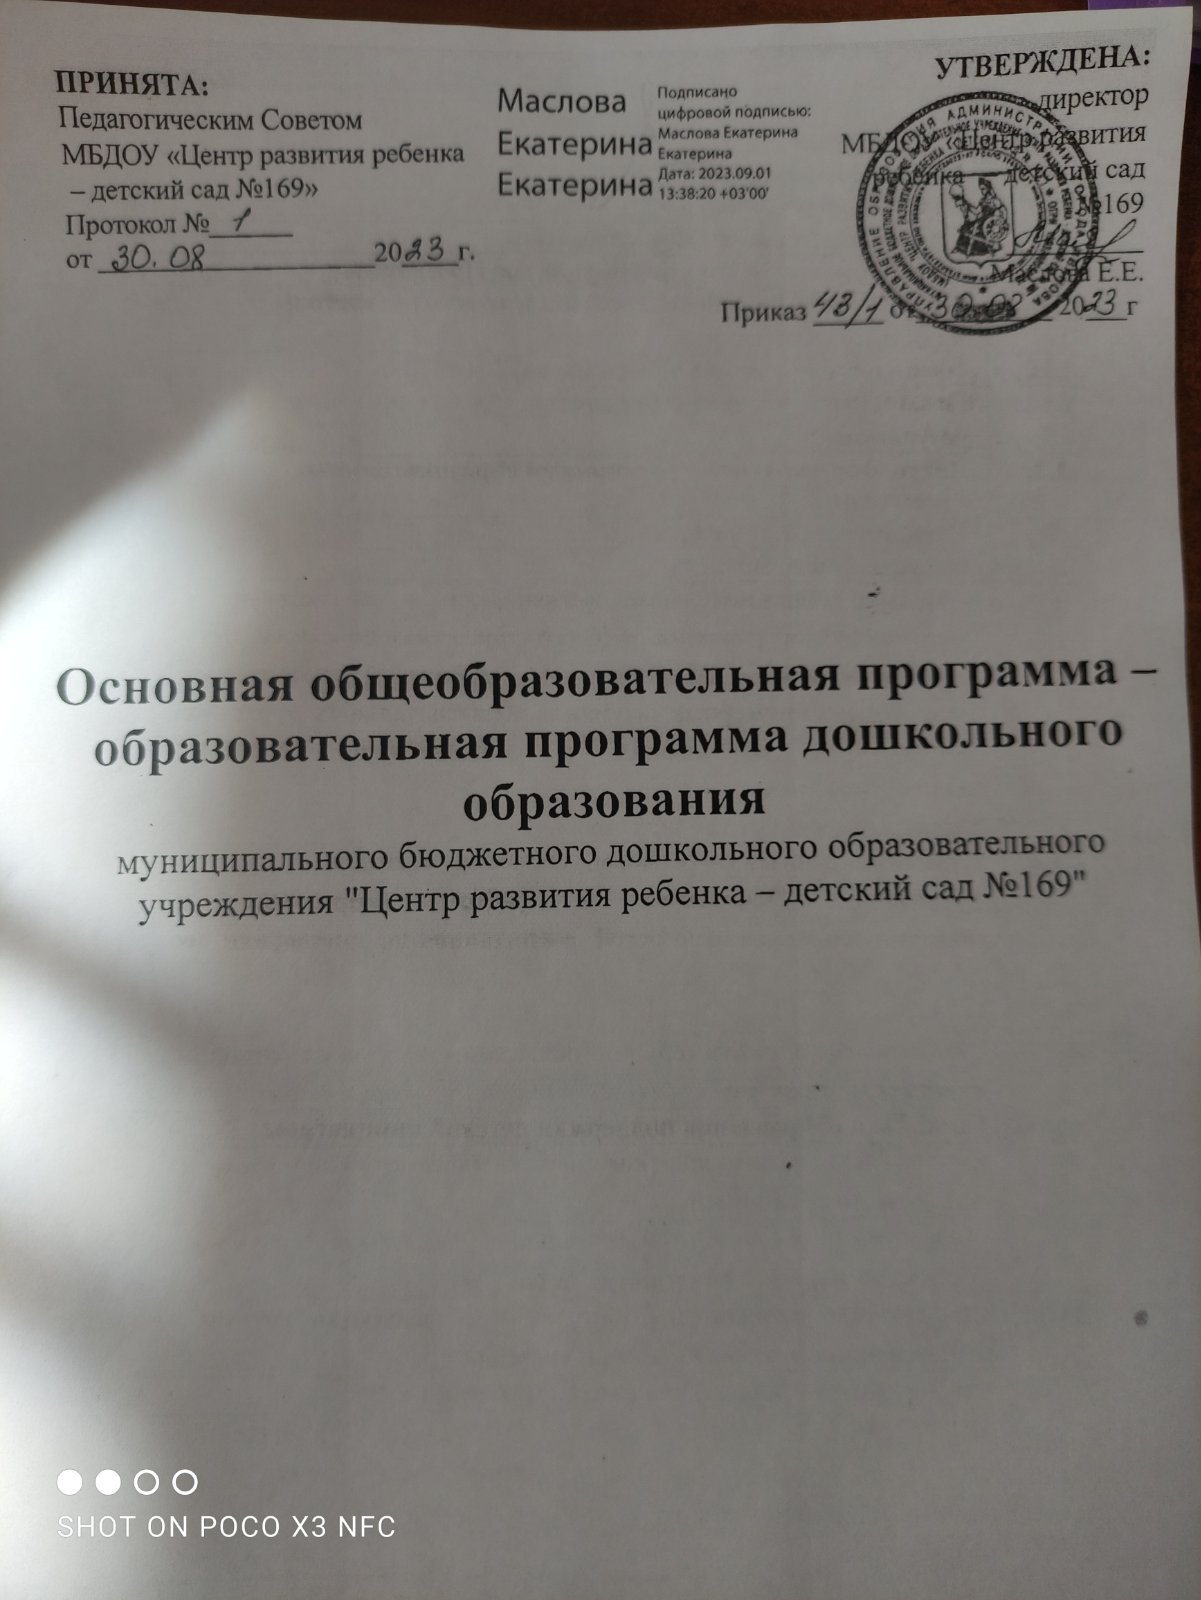 ПРИНЯТА:
Педагогическим Советом
МБДОУ «Центр развития ребенка
– детский сад №169»
Протокол № 1
от 30.08 2023 г.
Маслова
Екатерина
Екатерина
Подписано
цифровой подписью:
Маслова Екатерина
Екатерина
Дата: 2023.09.01
13:38:20 +03'00'
УТВЕРЖДЕНА:
директор
МБДОУ «Центр развития
ребенка – детский сад
№169
Маслова Е.Е.
Приказ 43/1 от 30.08 2023 г
Основная общеобразовательная программа –
образовательная программа дошкольного
образования
муниципального бюджетного дошкольного образовательного
учреждения "Центр развития ребенка – детский сад №169"
SHOT ON POCO X3 NFC